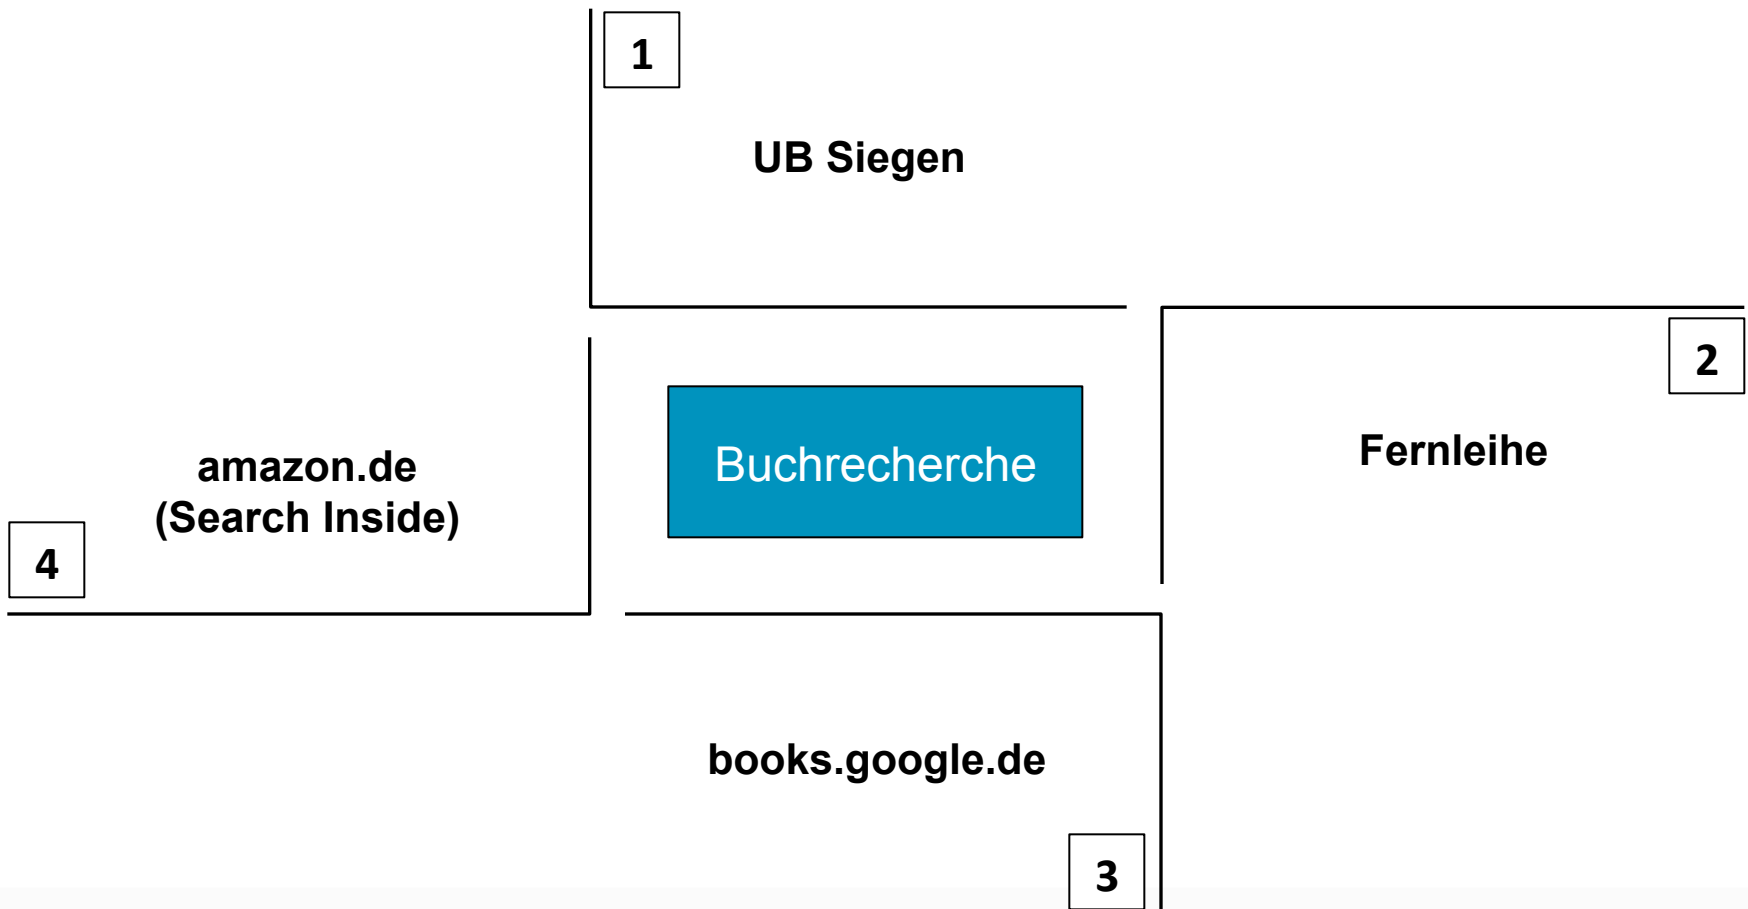 1
UB Siegen
2
Fernleihe
Buchrecherche
amazon.de
(Search Inside)
4
books.google.de
3